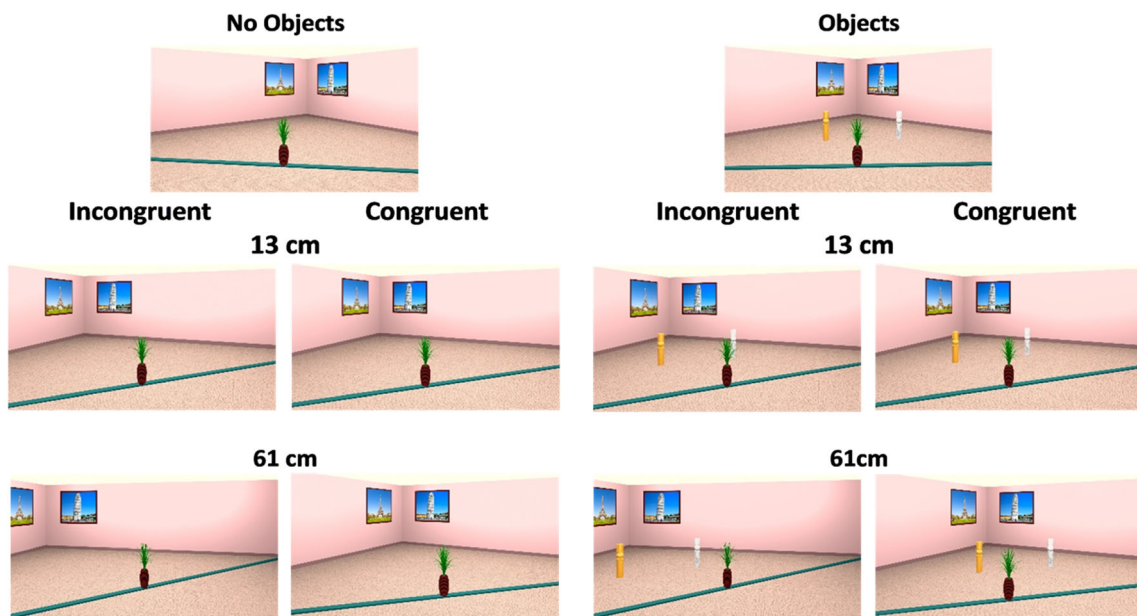 No Objects
Objects
Incongruent Congruent
13 cm
Incongruent Congruent
13 cm
61 cm
61cm